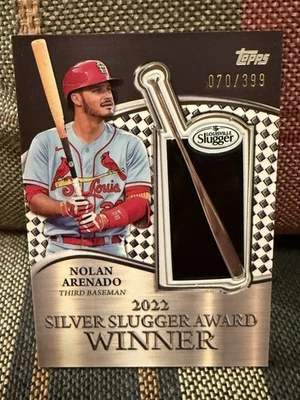 Topps
070/399
LOUISVILLE
Slugger
St. Louis
NOLAN
ARENADO
THIRD BASEMAN
2022
SILVER SLUGGER AWARD
WINNER